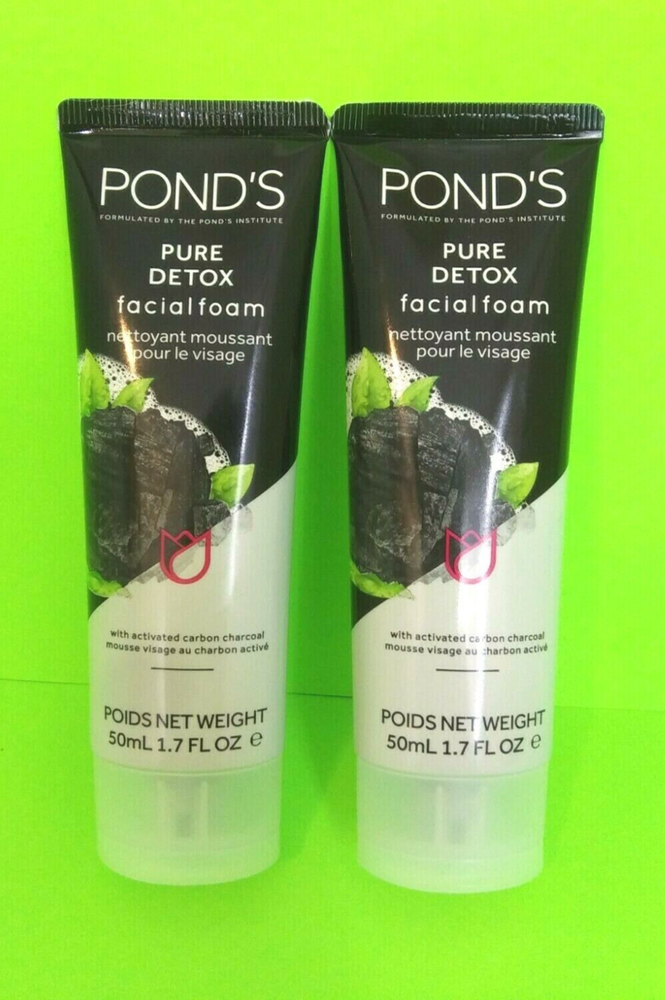 POND'S
FORMULATED BY THE POND'S INSTITUTE
PURE
DETOX
facialfoam
nettoyant moussant
pour le visage
with activated carbon charcoal
mousse visage au charbon activé
POIDS NET WEIGHT
50mL 1.7 FL OZ ℮
POND'S
FORMULATED BY THE POND'S INSTITUTE
PURE
DETOX
facialfoam
nettoyant moussant
pour le visage
with activated carbon charcoal
mousse visage au charbon activé
POIDS NET WEIGHT
50mL 1.7 FL OZ ℮